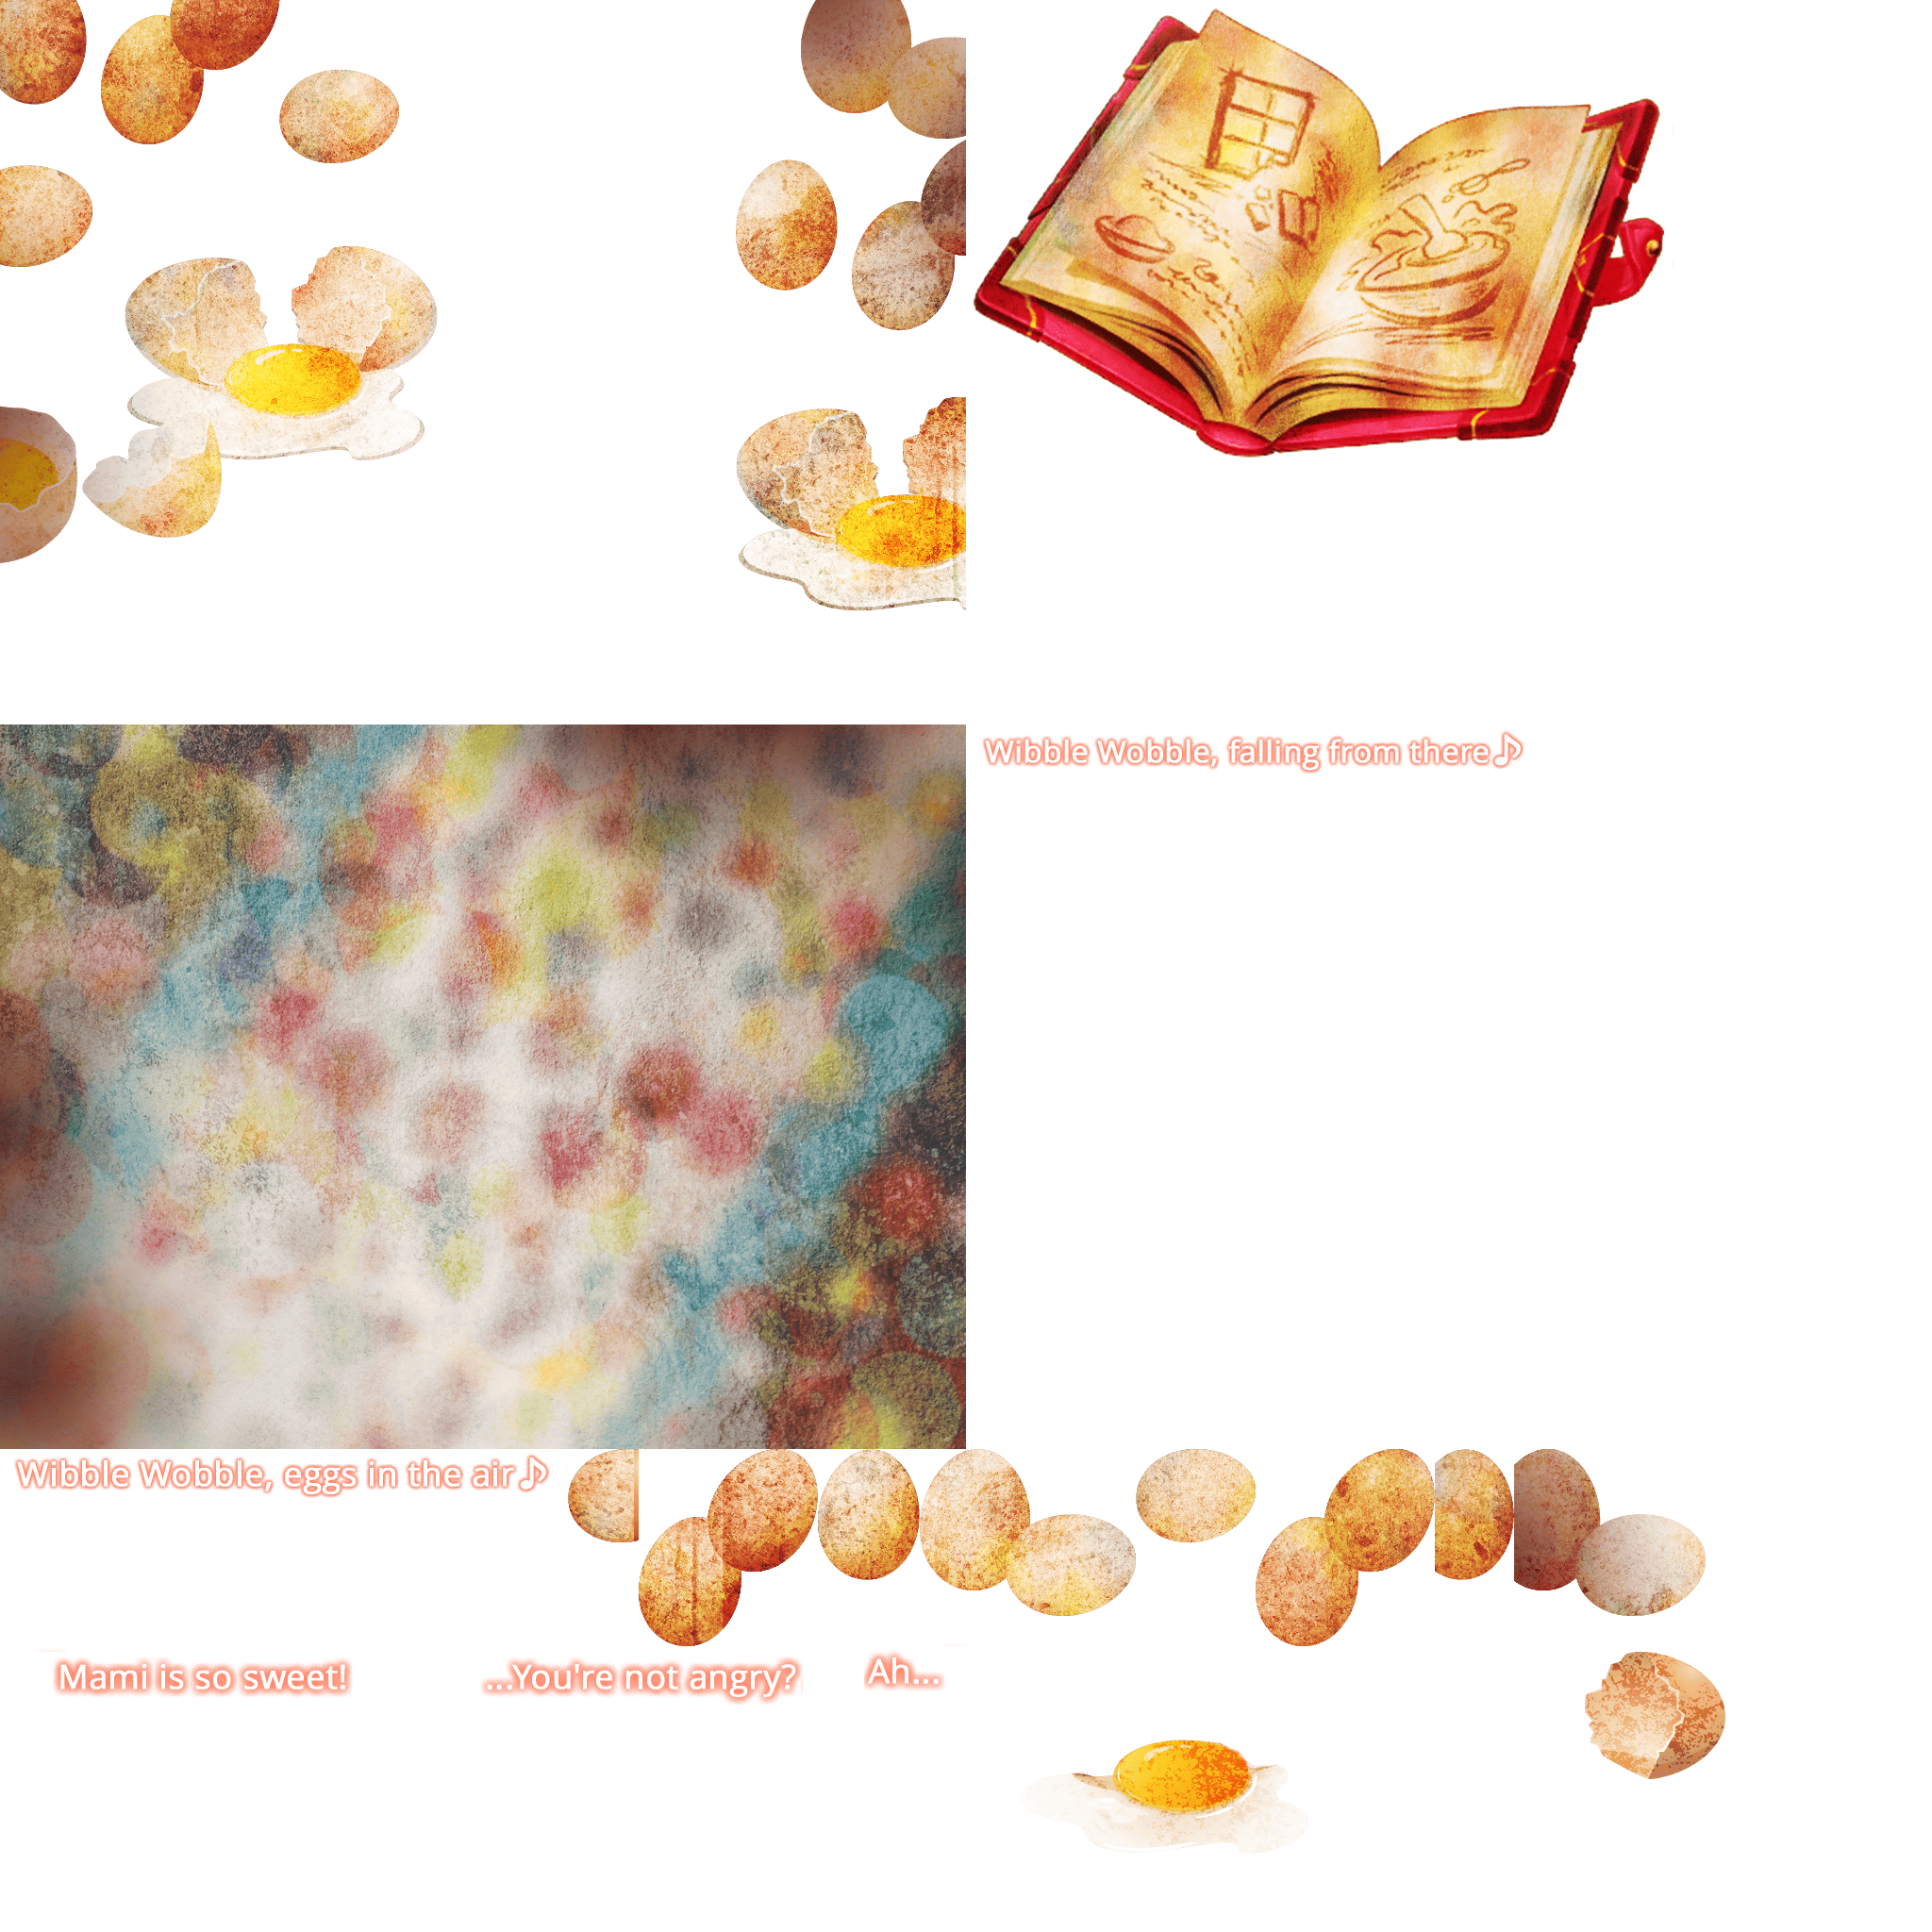 Wibble Wobble, falling from there♪
Wibble Wobble, eggs in the air♪
Mami is so sweet!
...You're not angry?
Ah...